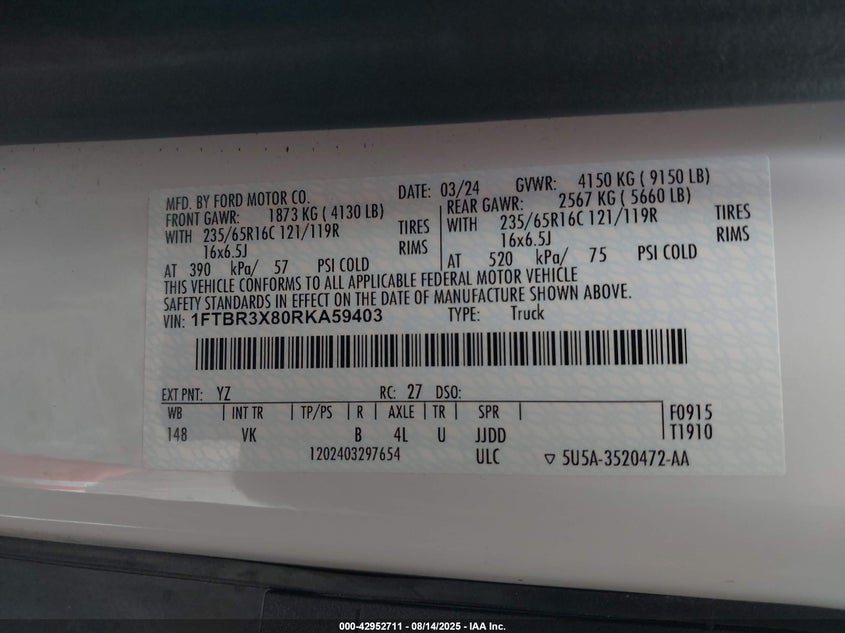 MFD. BY FORD MOTOR CO. DATE: 03/24 GVWR: 4150 KG ( 9150 LB)
FRONT GAWR: 1873 KG ( 4130 LB) REAR GAWR: 2567 KG ( 5660 LB)
WITH 235/65R16C 121/119R TIRES WITH 235/65R16C 121/119R TIRES
16x6.5J RIMS 16x6.5J RIMS
AT 390 kPa/ 57 PSI COLD AT 520 kPa/ 75 PSI COLD
THIS VEHICLE CONFORMS TO ALL APPLICABLE FEDERAL MOTOR VEHICLE
SAFETY STANDARDS IN EFFECT ON THE DATE OF MANUFACTURE SHOWN ABOVE.
VIN: 1FTBR3X80RKA59403 TYPE: Truck
EXT PNT: YZ RC: 27 DSO:
WB INT TR TP/PS R AXLE TR SPR F0915
148 VK B 4L U JJDD T1910
1202403297654 ULC ▽ 5U5A-3520472-AA
000-42952711 - 08/14/2025 - IAA Inc.